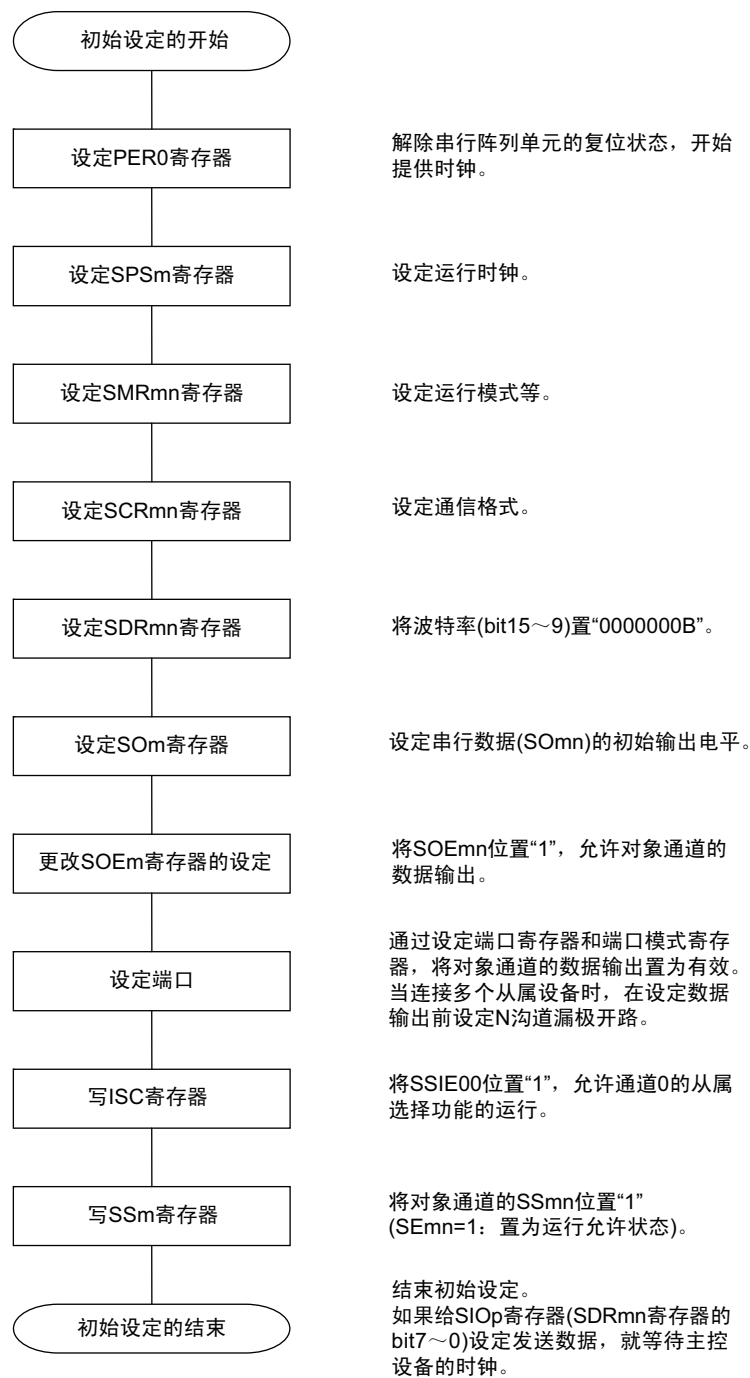 初始设定的开始
设定PER0寄存器
解除串行阵列单元的复位状态，开始
提供时钟。
设定SPSm寄存器
设定运行时钟。
设定SMRmn寄存器
设定运行模式等。
设定SCRmn寄存器
设定通信格式。
设定SDRmn寄存器
将波特率(bit15～9)置“0000000B”。
设定SOm寄存器
设定串行数据(SOmn)的初始输出电平。
更改SOEm寄存器的设定
将SOEmn位置“1”，允许对象通道的
数据输出。
设定端口
通过设定端口寄存器和端口模式寄存
器，将对象通道的数据输出置为有效。
当连接多个从属设备时，在设定数据
输出前设定N沟道漏极开路。
写ISC寄存器
将SSIE00位置“1”，允许通道0的从属
选择功能的运行。
写SSm寄存器
将对象通道的SSmn位置“1”
(SEmn=1：置为运行允许状态)。
初始设定的结束
结束初始设定。
如果给SIOp寄存器(SDRmn寄存器的
bit7～0)设定发送数据，就等待主控
设备的时钟。